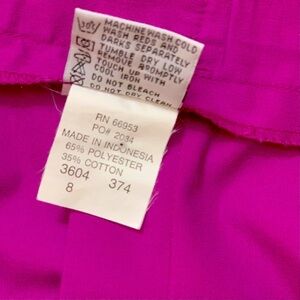 30°C
MACHINE WASH COLD
WASH REDS AND
DARKS SEPARATELY
TUMBLE DRY LOW
REMOVE PROMPTLY
TOUCH UP WITH
COOL IRON
DO NOT BLEACH
DO NOT DRY CLEAN
RN 66953
PO# 2034
MADE IN INDONESIA
65% POLYESTER
35% COTTON
3604 374
8